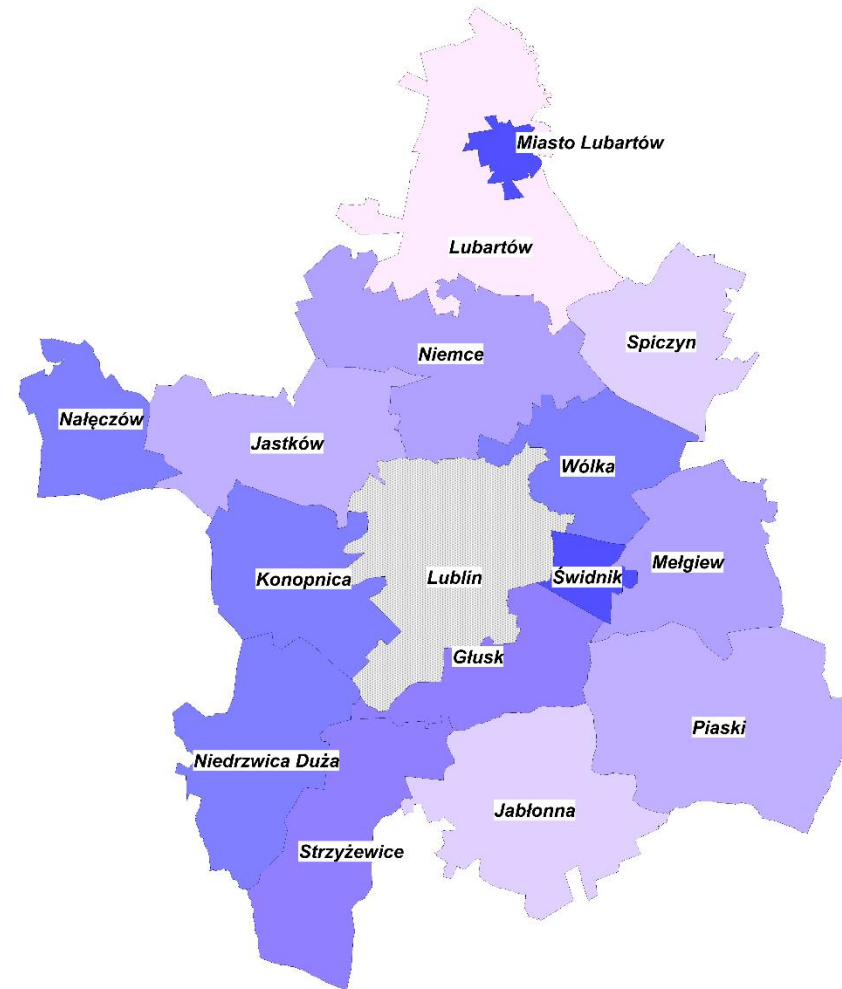 Miasto Lubartów
Lubartów
Spiczyn
Niemce
Nałęczów
Jastków
Wólka
Konopnica
Lublin
Świdnik
Mełgiew
Głusk
Piaski
Niedrzwica Duża
Jabłonna
Strzyżewice